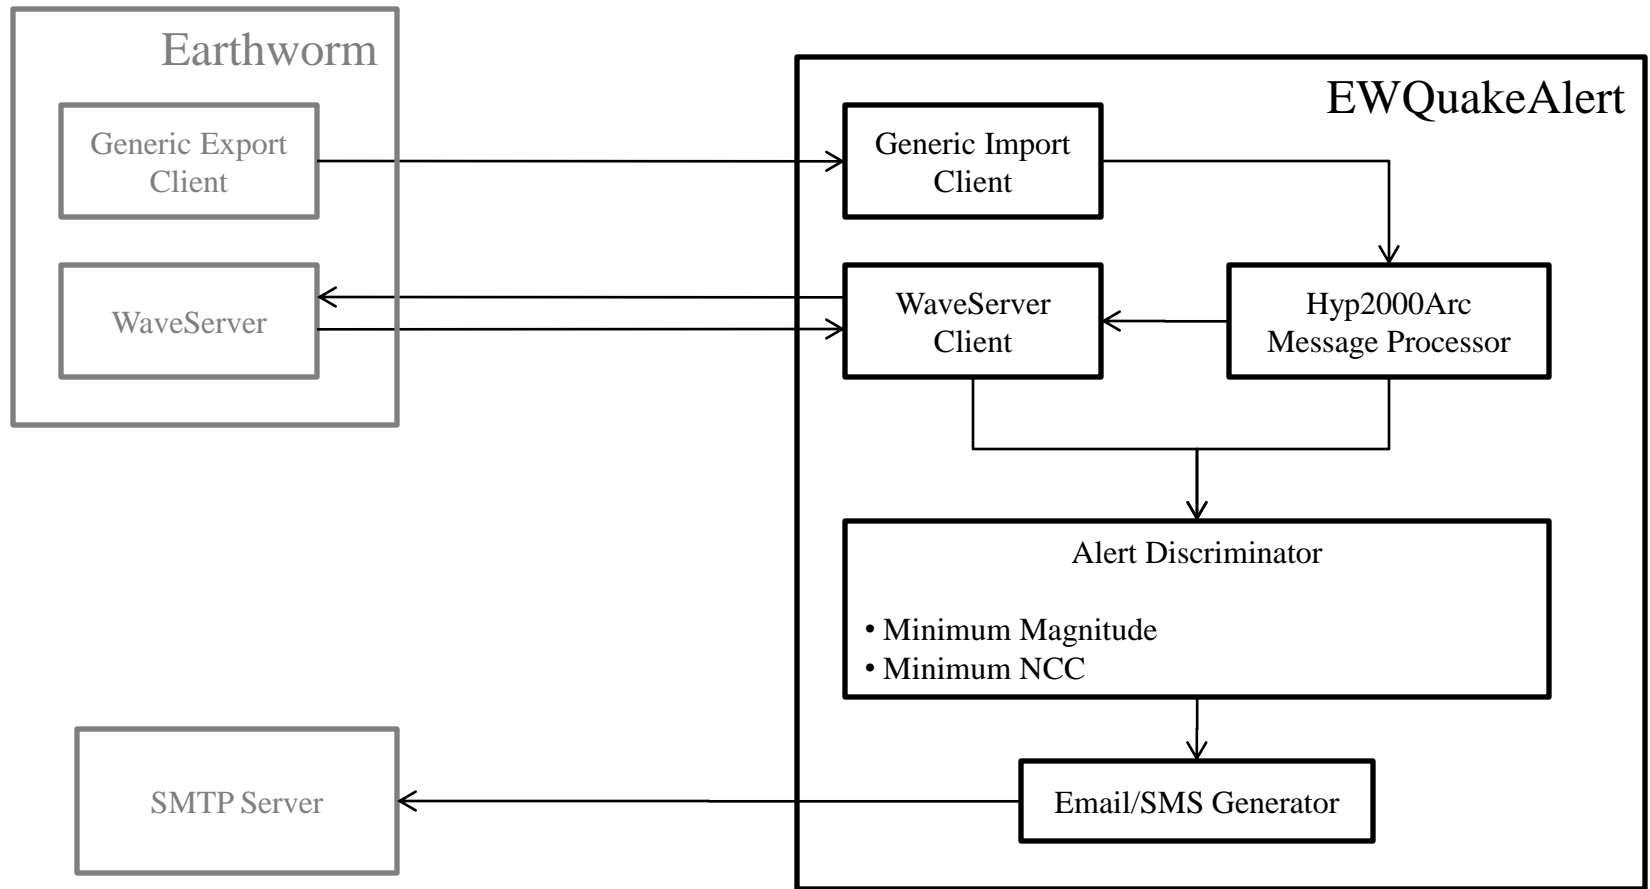 Earthworm
EWQuakeAlert
Generic Export
Client
Generic Import
Client
WaveServer
WaveServer
Client
Hyp2000Arc
Message Processor
Alert Discriminator
• Minimum Magnitude
• Minimum NCC
SMTP Server
Email/SMS Generator